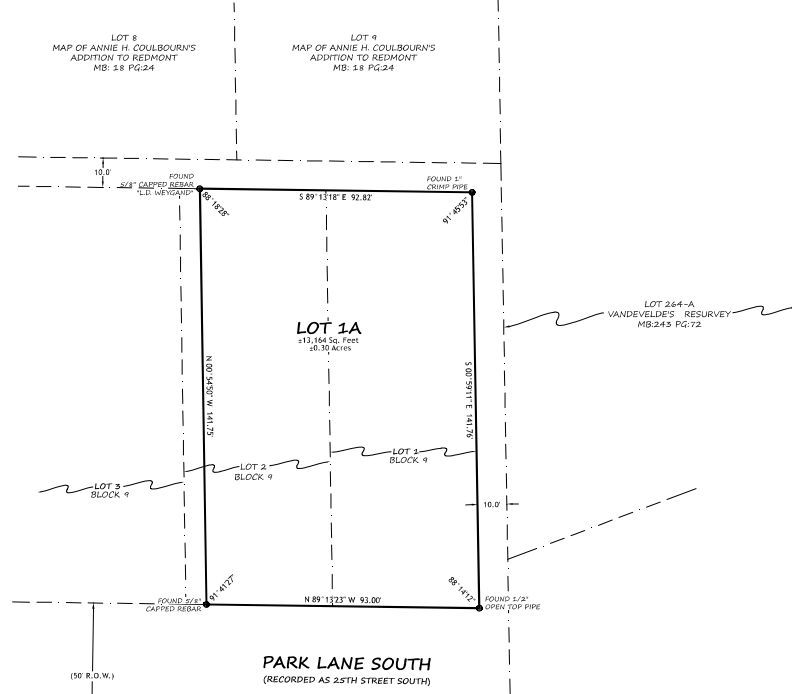 LOT 8
MAP OF ANNIE H. COULBOURN'S
ADDITION TO REDMONT
MB: 18 PG:24
LOT 9
MAP OF ANNIE H. COULBOURN'S
ADDITION TO REDMONT
MB: 18 PG:24
10.0'
FOUND
5/8" CAPPED REBAR
"L.D. WEYGAND"
FOUND 1"
CRIMP PIPE
88°18'28"
S 89°13'18" E 92.82'
91°45'53"
LOT 264-A
VANDEVELDE'S RESURVEY
MB:243 PG:72
LOT 1A
±13,164 Sq. Feet
±0.30 Acres
N 00°54'50" W 141.75'
S 00°59'11" E 141.76'
LOT 1
BLOCK 9
LOT 2
BLOCK 9
LOT 3
BLOCK 9
10.0'
91°41'27"
88°14'12"
FOUND 5/8"
CAPPED REBAR
N 89°13'23" W 93.00'
FOUND 1/2"
OPEN TOP PIPE
(50' R.O.W.)
PARK LANE SOUTH
(RECORDED AS 25TH STREET SOUTH)